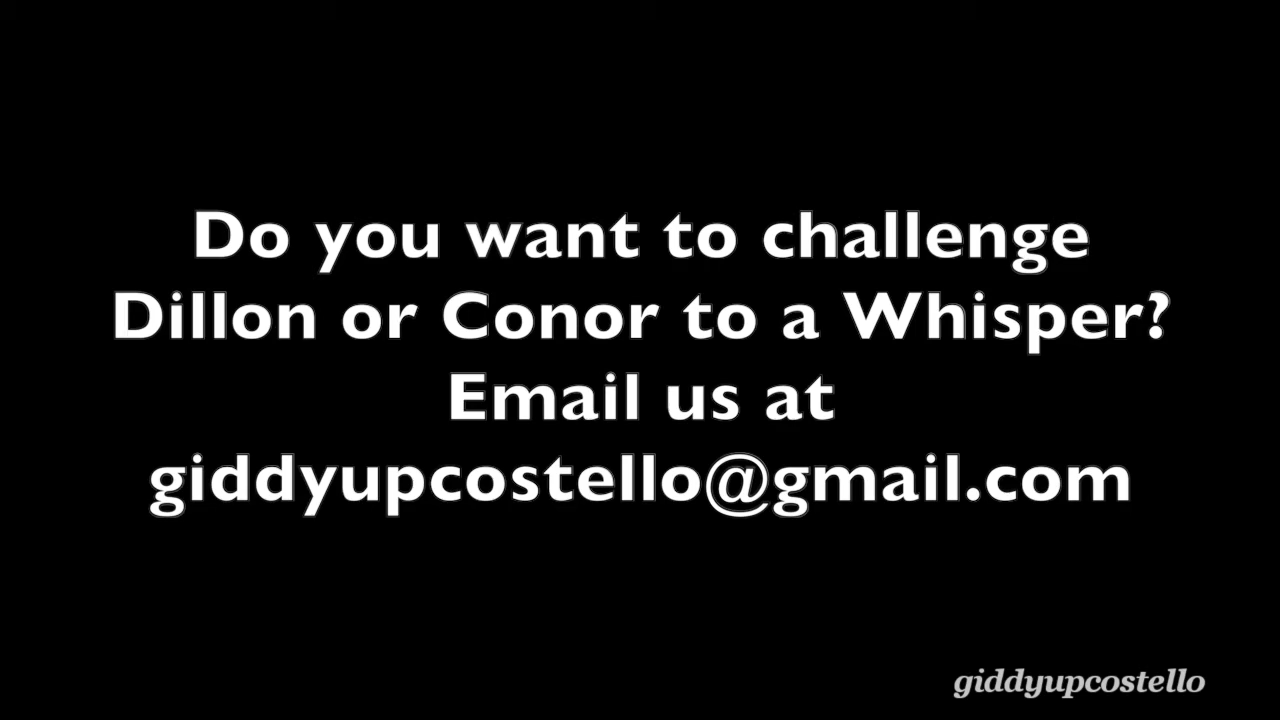 Do you want to challenge
Dillon or Conor to a Whisper?
Email us at
giddyupcostello@gmail.com
giddyupcostello